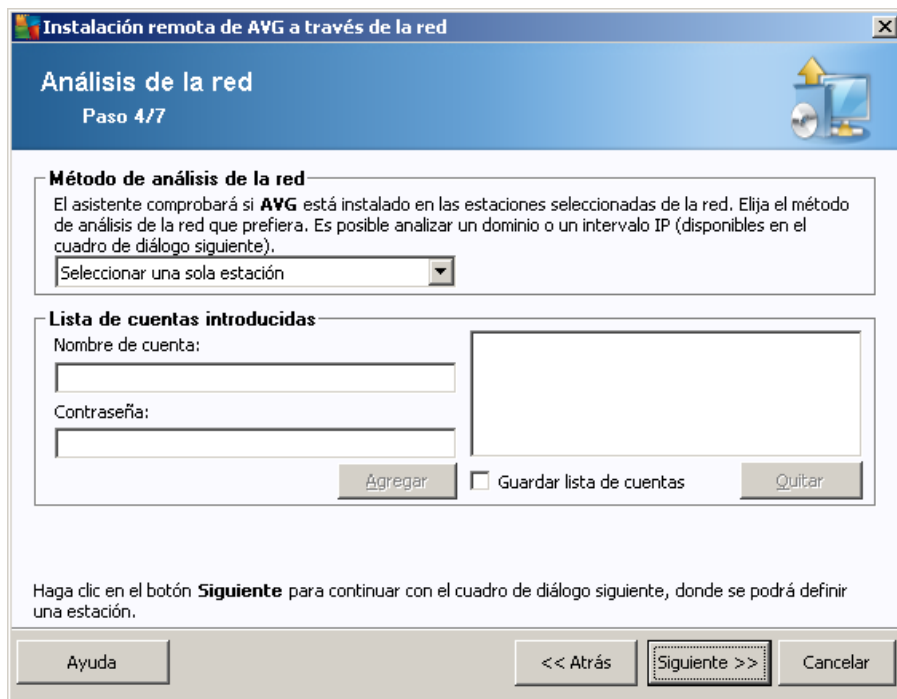 Instalación remota de AVG a través de la red
Análisis de la red
Paso 4/7
Método de análisis de la red
El asistente comprobará si AVG está instalado en las estaciones seleccionadas de la red. Elija el método
de análisis de la red que prefiera. Es posible analizar un dominio o un intervalo IP (disponibles en el
cuadro de diálogo siguiente).
Seleccionar una sola estación
Lista de cuentas introducidas
Nombre de cuenta:
Contraseña:
Agregar
Guardar lista de cuentas
Quitar
Haga clic en el botón Siguiente para continuar con el cuadro de diálogo siguiente, donde se podrá definir
una estación.
Ayuda
<< Atrás
Siguiente >>
Cancelar